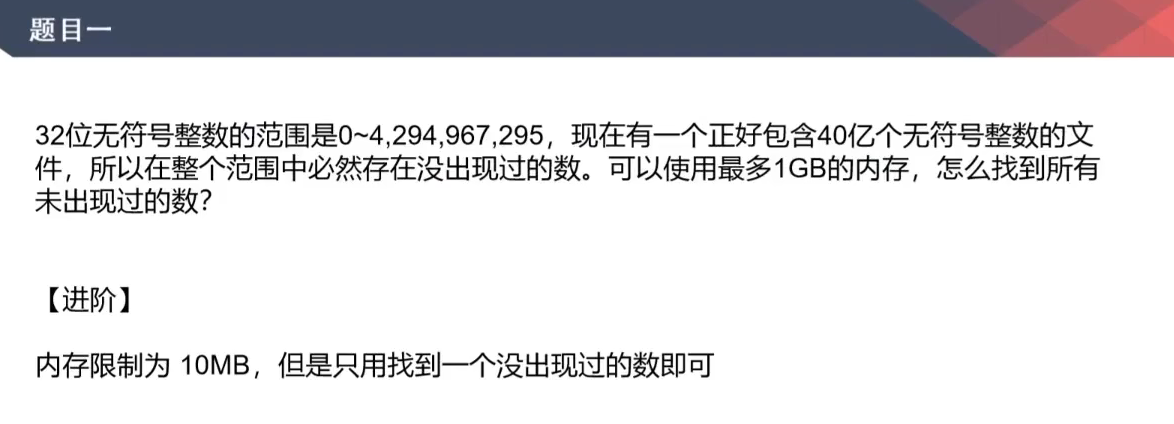 题目一
32位无符号整数的范围是0~4,294,967,295，现在有一个正好包含40亿个无符号整数的文
件，所以在整个范围中必然存在没出现过的数。可以使用最多1GB的内存，怎么找到所有
未出现过的数？
【进阶】
内存限制为 10MB，但是只用找到一个没出现过的数即可